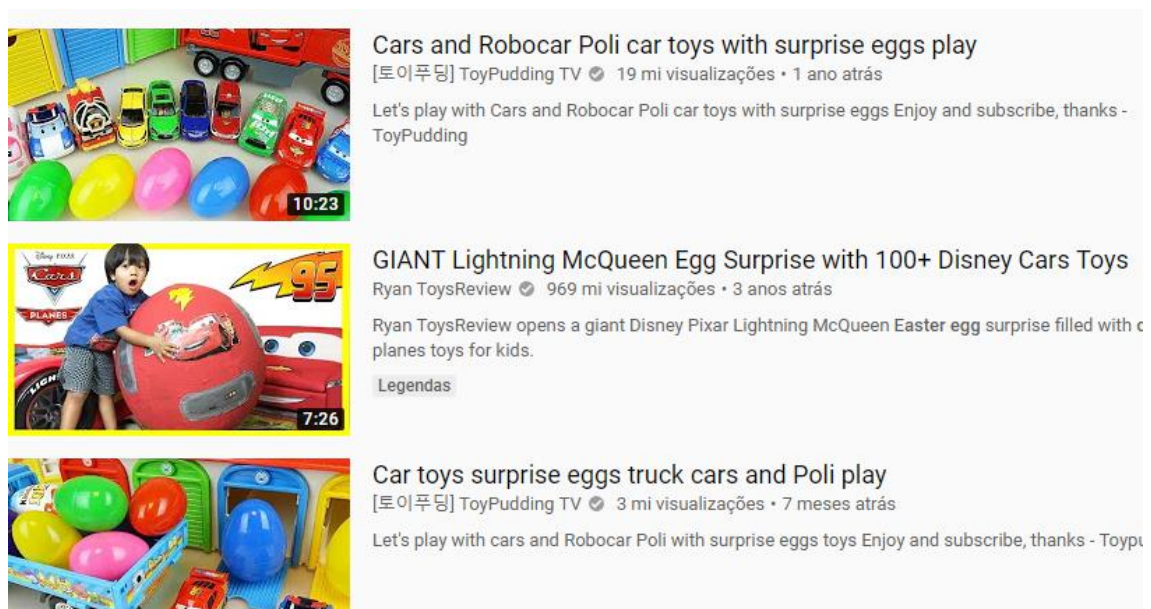 Cars and Robocar Poli car toys with surprise eggs play
[토이푸딩] ToyPudding TV 19 mi visualizações • 1 ano atrás
Let's play with Cars and Robocar Poli car toys with surprise eggs Enjoy and subscribe, thanks -
ToyPudding
10:23
GIANT Lightning McQueen Egg Surprise with 100+ Disney Cars Toys
Ryan ToysReview 969 mi visualizações • 3 anos atrás
Ryan ToysReview opens a giant Disney Pixar Lightning McQueen Easter egg surprise filled with
planes toys for kids.
Legendas
Disney PIXAR
Cars
PLANES
95
LIGH
7:26
Car toys surprise eggs truck cars and Poli play
[토이푸딩] ToyPudding TV 3 mi visualizações • 7 meses atrás
Let's play with cars and Robocar Poli with surprise eggs toys Enjoy and subscribe, thanks -